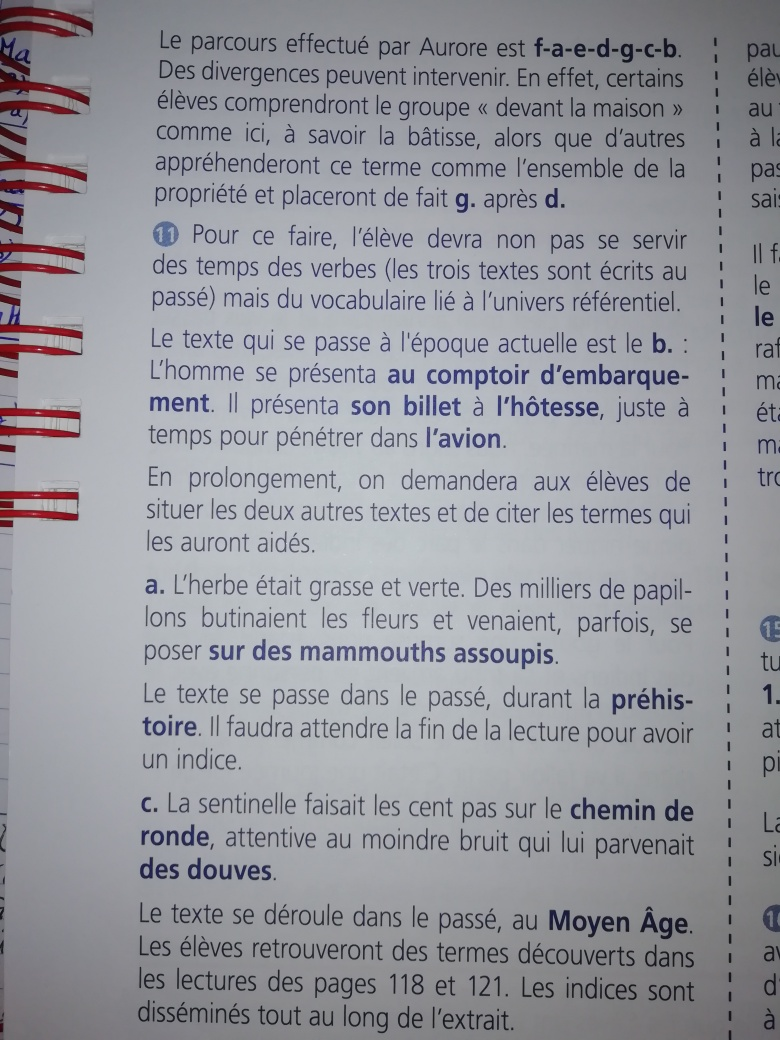 Le parcours effectué par Aurore est f-a-e-d-g-c-b.
Des divergences peuvent intervenir. En effet, certains
élèves comprendront le groupe « devant la maison »
comme ici, à savoir la bâtisse, alors que d'autres
appréhenderont ce terme comme l'ensemble de la
propriété et placeront de fait g. après d.
11 Pour ce faire, l'élève devra non pas se servir
des temps des verbes (les trois textes sont écrits au
passé) mais du vocabulaire lié à l'univers référentiel.
Le texte qui se passe à l'époque actuelle est le b. :
L'homme se présenta au comptoir d'embarque-
ment. Il présenta son billet à l'hôtesse, juste à
temps pour pénétrer dans l'avion.
En prolongement, on demandera aux élèves de
situer les deux autres textes et de citer les termes qui
les auront aidés.
a. L'herbe était grasse et verte. Des milliers de papil-
lons butinaient les fleurs et venaient, parfois, se
poser sur des mammouths assoupis.
Le texte se passe dans le passé, durant la préhis-
toire. Il faudra attendre la fin de la lecture pour avoir
un indice.
c. La sentinelle faisait les cent pas sur le chemin de
ronde, attentive au moindre bruit qui lui parvenait
des douves.
Le texte se déroule dans le passé, au Moyen Âge.
Les élèves retrouveront des termes découverts dans
les lectures des pages 118 et 121. Les indices sont
disséminés tout au long de l'extrait.
au
à la
Il f
le
le
15
1.
à